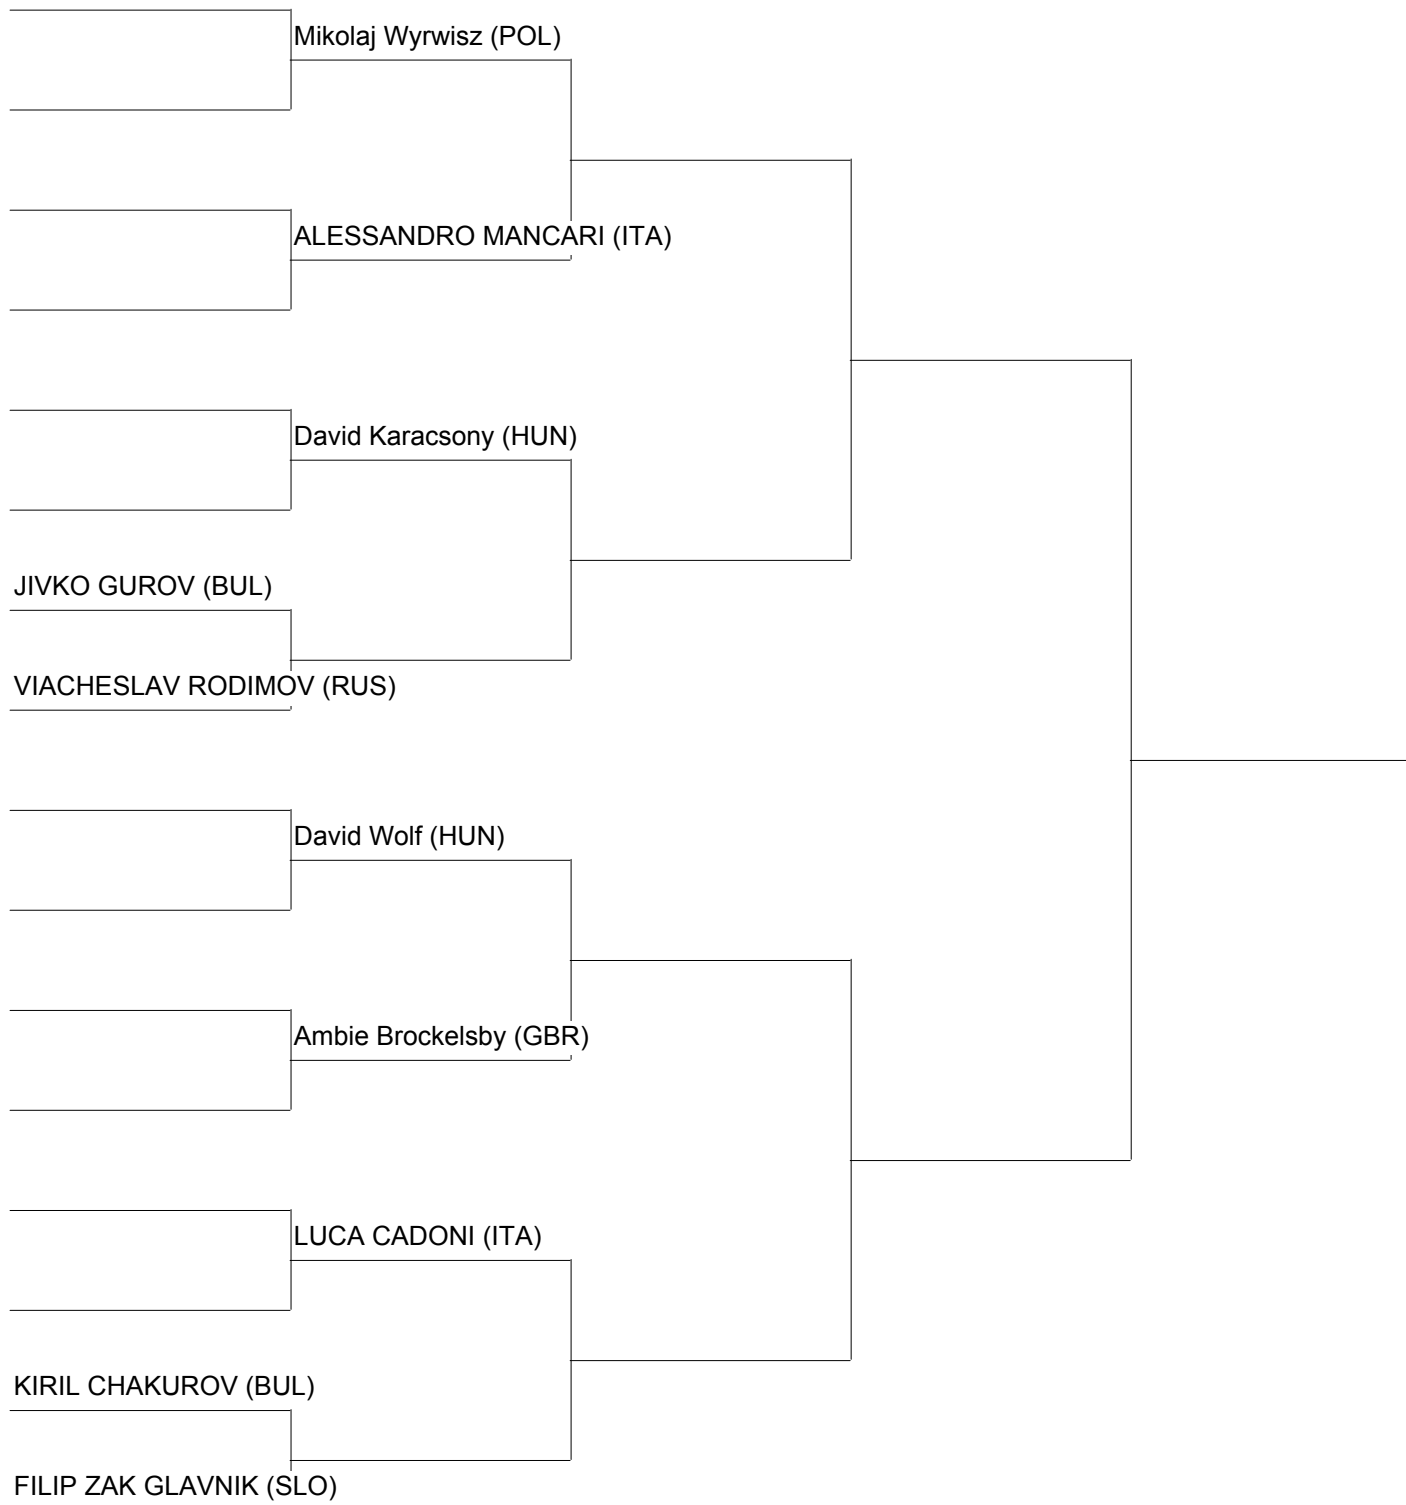 Mikolaj Wyrwisz (POL)
ALESSANDRO MANCARI (ITA)
David Karacsony (HUN)
JIVKO GUROV (BUL)
VIACHESLAV RODIMOV (RUS)
David Wolf (HUN)
Ambie Brockelsby (GBR)
LUCA CADONI (ITA)
KIRIL CHAKUROV (BUL)
FILIP ZAK GLAVNIK (SLO)